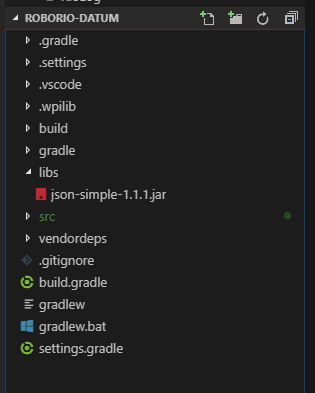 ROBORIO-DATUM
.gradle
.settings
.vscode
.wpilib
build
gradle
libs
json-simple-1.1.1.jar
src
vendordeps
.gitignore
build.gradle
gradlew
gradlew.bat
settings.gradle